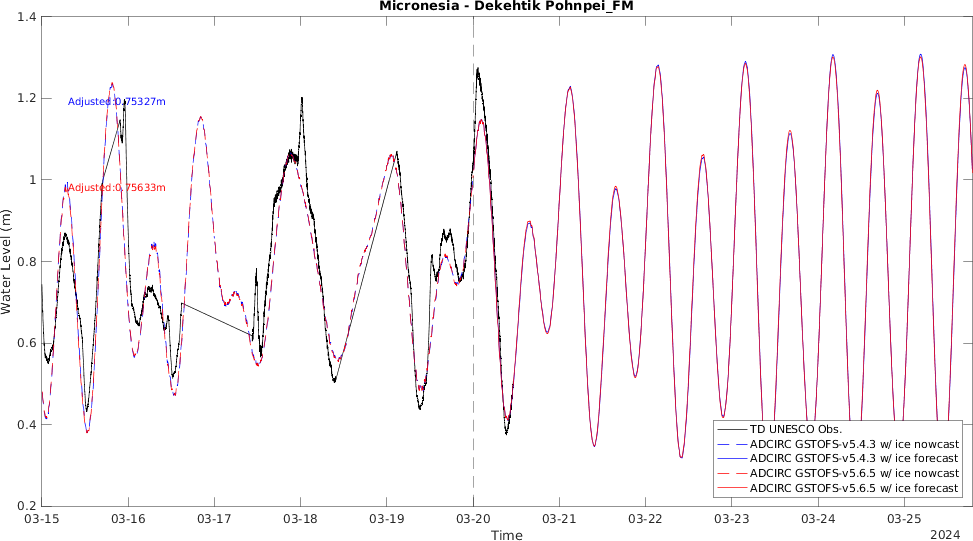 Micronesia - Dekehtik Pohnpei_FM
1.4
1.2
1
0.8
0.6
0.4
0.2
Water Level (m)
Adjusted:0.75327m
Adjusted:0.75633m
TD UNESCO Obs.
ADCIRC GSTOFS-v5.4.3 w/ ice nowcast
ADCIRC GSTOFS-v5.4.3 w/ ice forecast
ADCIRC GSTOFS-v5.6.5 w/ ice nowcast
ADCIRC GSTOFS-v5.6.5 w/ ice forecast
03-15 03-16 03-17 03-18 03-19 03-20 03-21 03-22 03-23 03-24 03-25
Time
2024